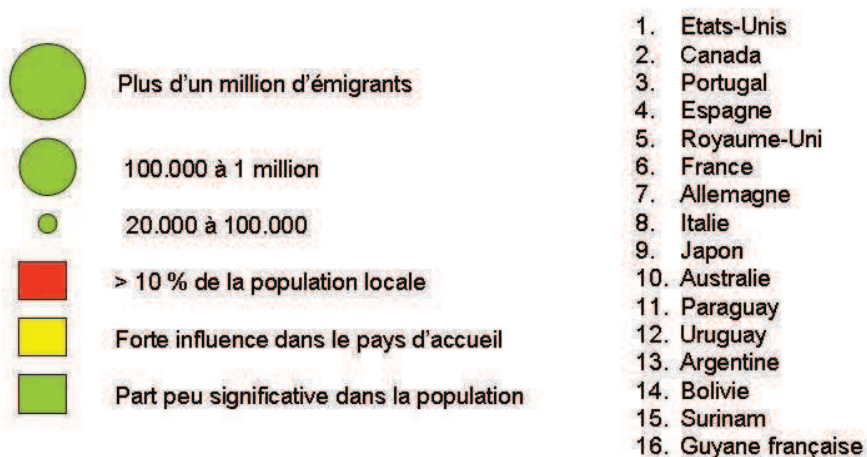 Plus d'un million d'émigrants
100.000 à 1 million
20.000 à 100.000
> 10 % de la population locale
Forte influence dans le pays d'accueil
Part peu significative dans la population
1. Etats-Unis
2. Canada
3. Portugal
4. Espagne
5. Royaume-Uni
6. France
7. Allemagne
8. Italie
9. Japon
10. Australie
11. Paraguay
12. Uruguay
13. Argentine
14. Bolivie
15. Surinam
16. Guyane française